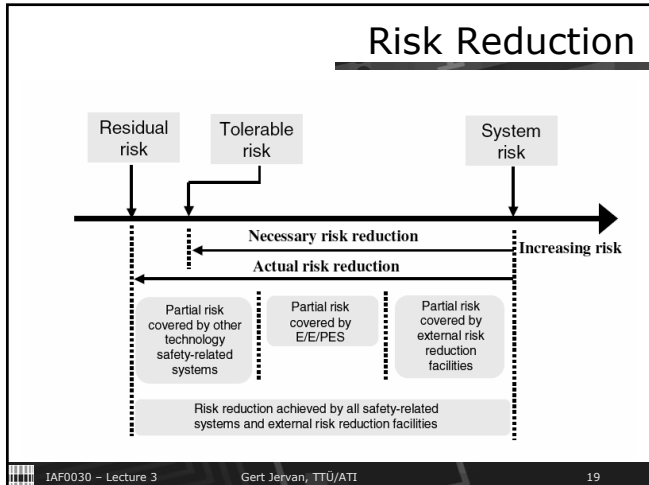 Risk Reduction
Residual
risk
Tolerable
risk
System
risk
Necessary risk reduction
Increasing risk
Actual risk reduction
Partial risk
covered by other
technology
safety-related
systems
Partial risk
covered by
E/E/PES
Partial risk
covered by
external risk
reduction
facilities
Risk reduction achieved by all safety-related
systems and external risk reduction facilities
IAF0030 – Lecture 3 Gert Jervan, TTÜ/ATI 19